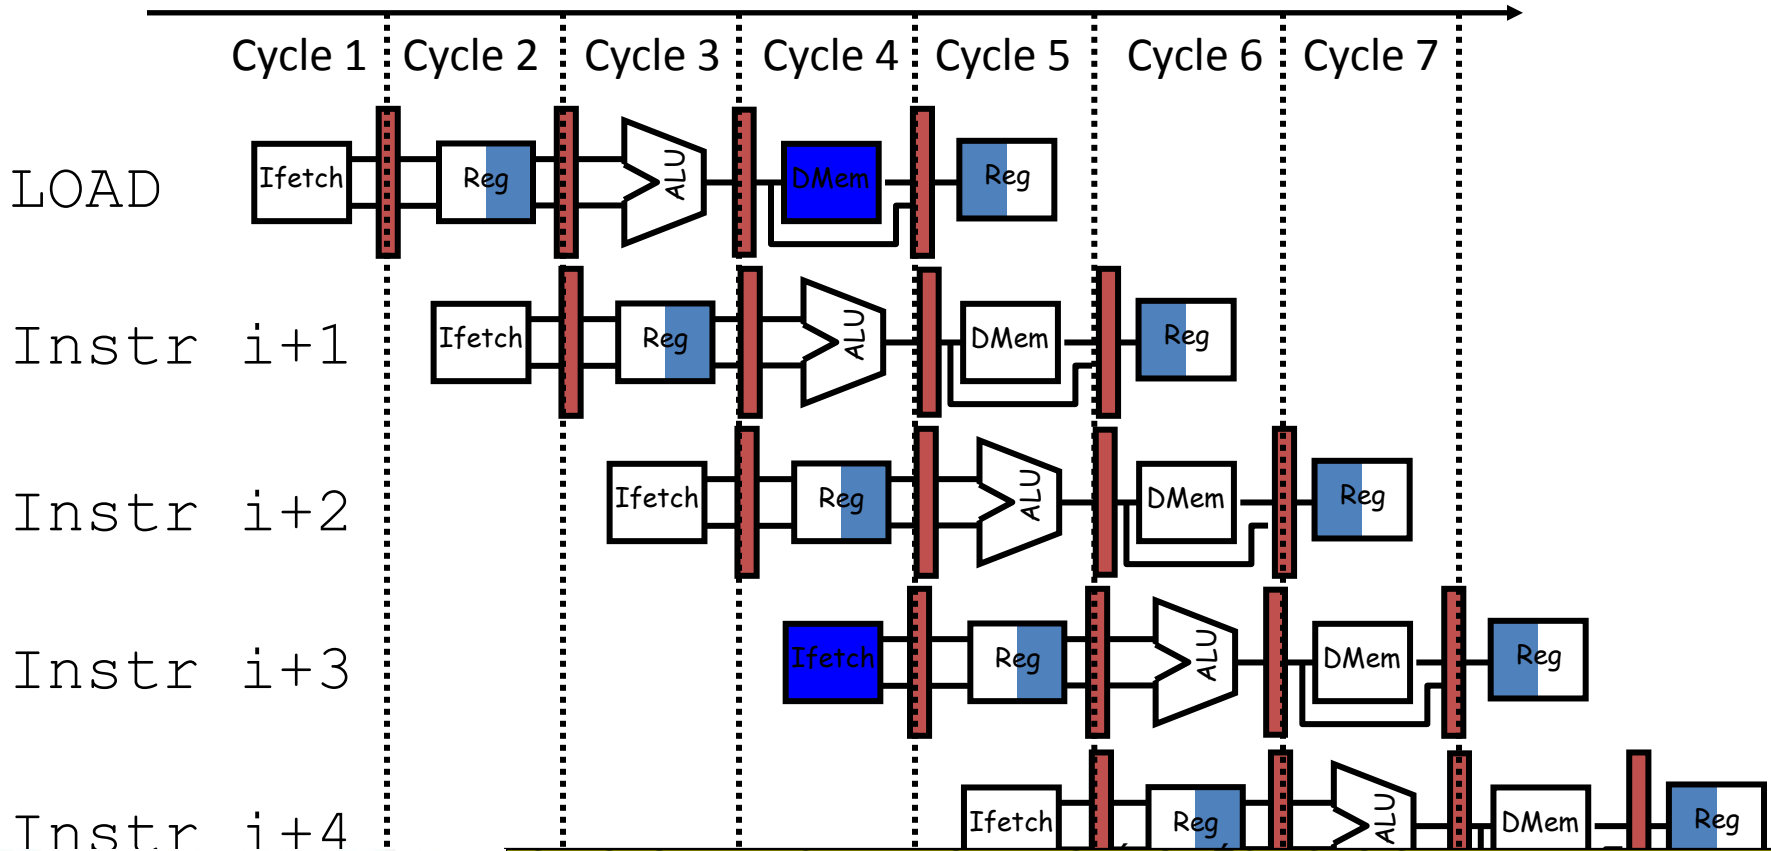 Cycle 1 Cycle 2 Cycle 3 Cycle 4 Cycle 5 Cycle 6 Cycle 7
LOAD Ifetch Reg ALU DMem Reg
Instr i+1 Ifetch Reg ALU DMem Reg
Instr i+2 Ifetch Reg ALU DMem Reg
Instr i+3 Ifetch Reg ALU DMem Reg
Instr i+4 Ifetch Reg ALU DMem Reg